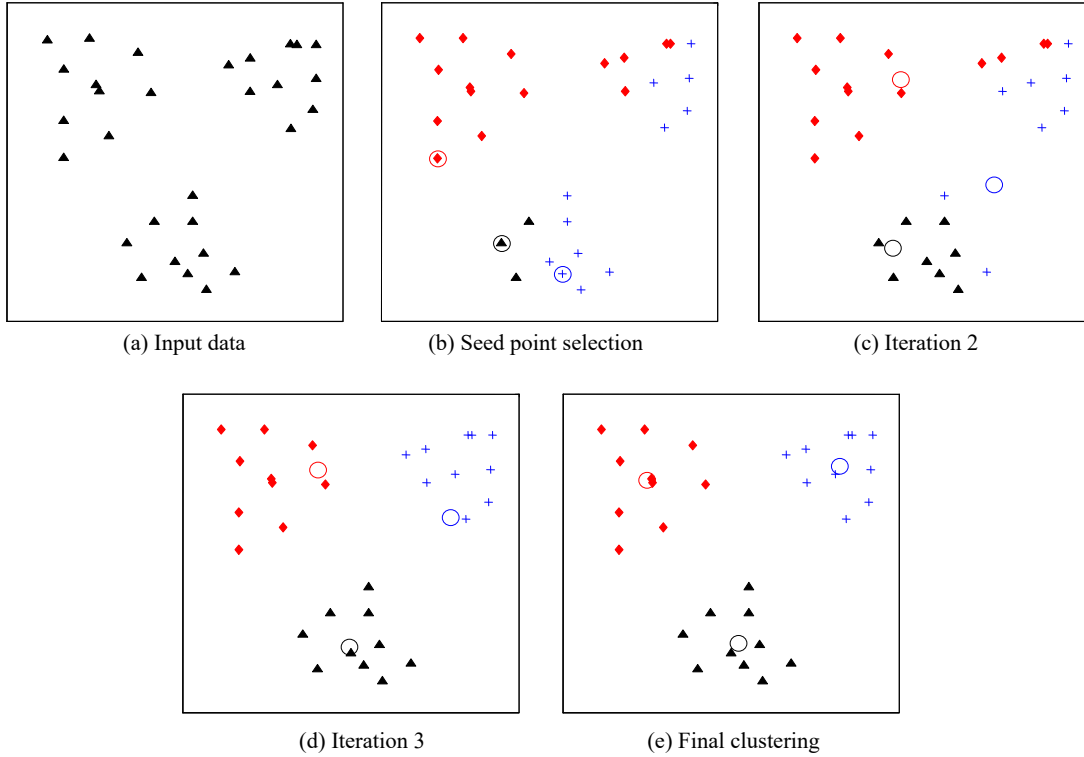 (a) Input data
(b) Seed point selection
(c) Iteration 2
(d) Iteration 3
(e) Final clustering